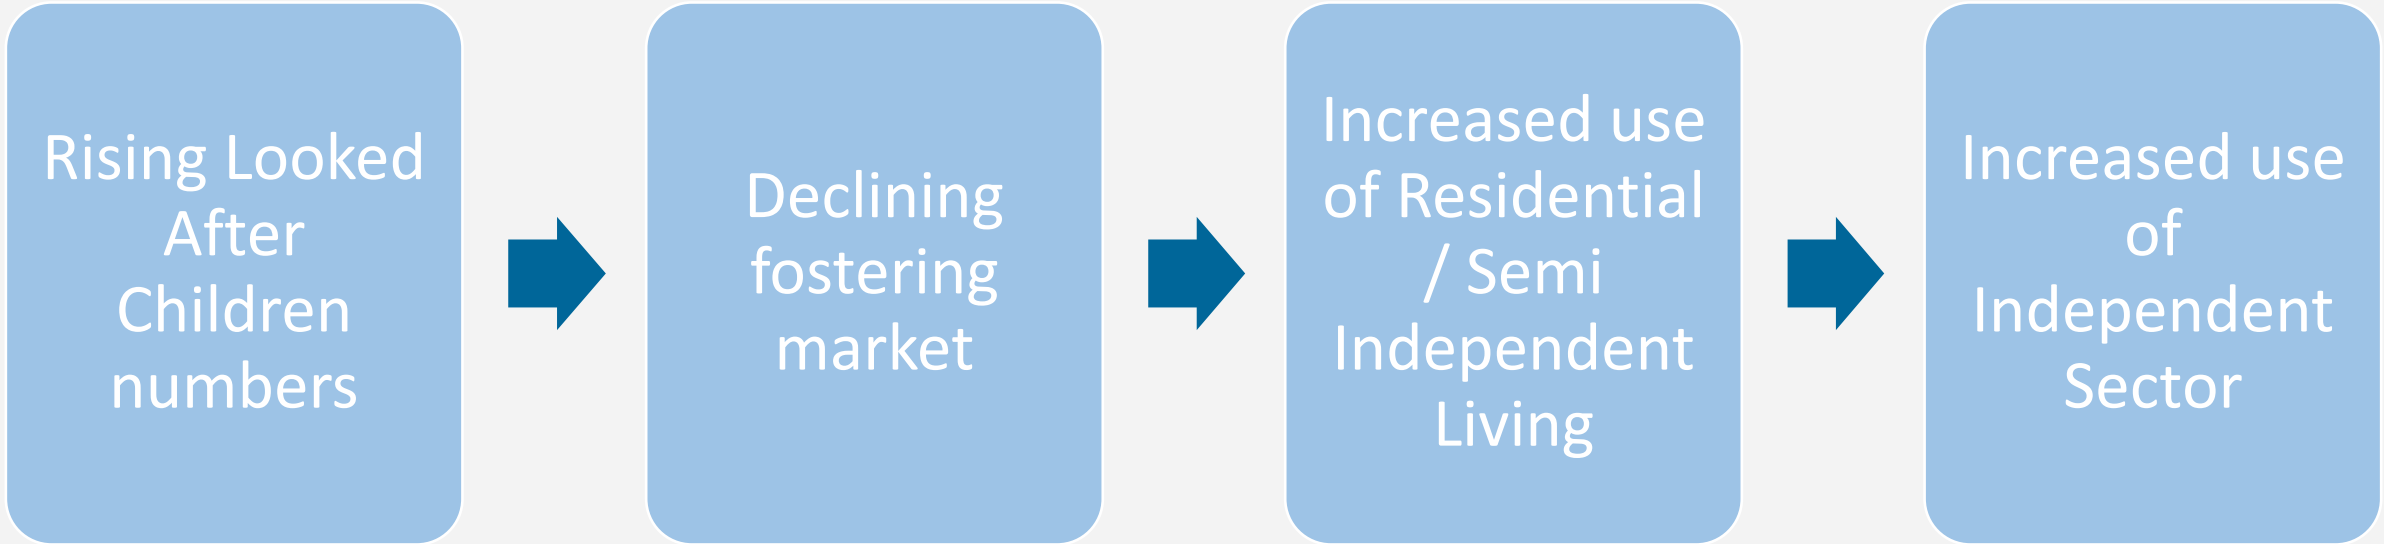 Rising Looked
After
Children
numbers
Declining
fostering
market
Increased use
of Residential
/ Semi
Independent
Living
Increased use
of
Independent
Sector